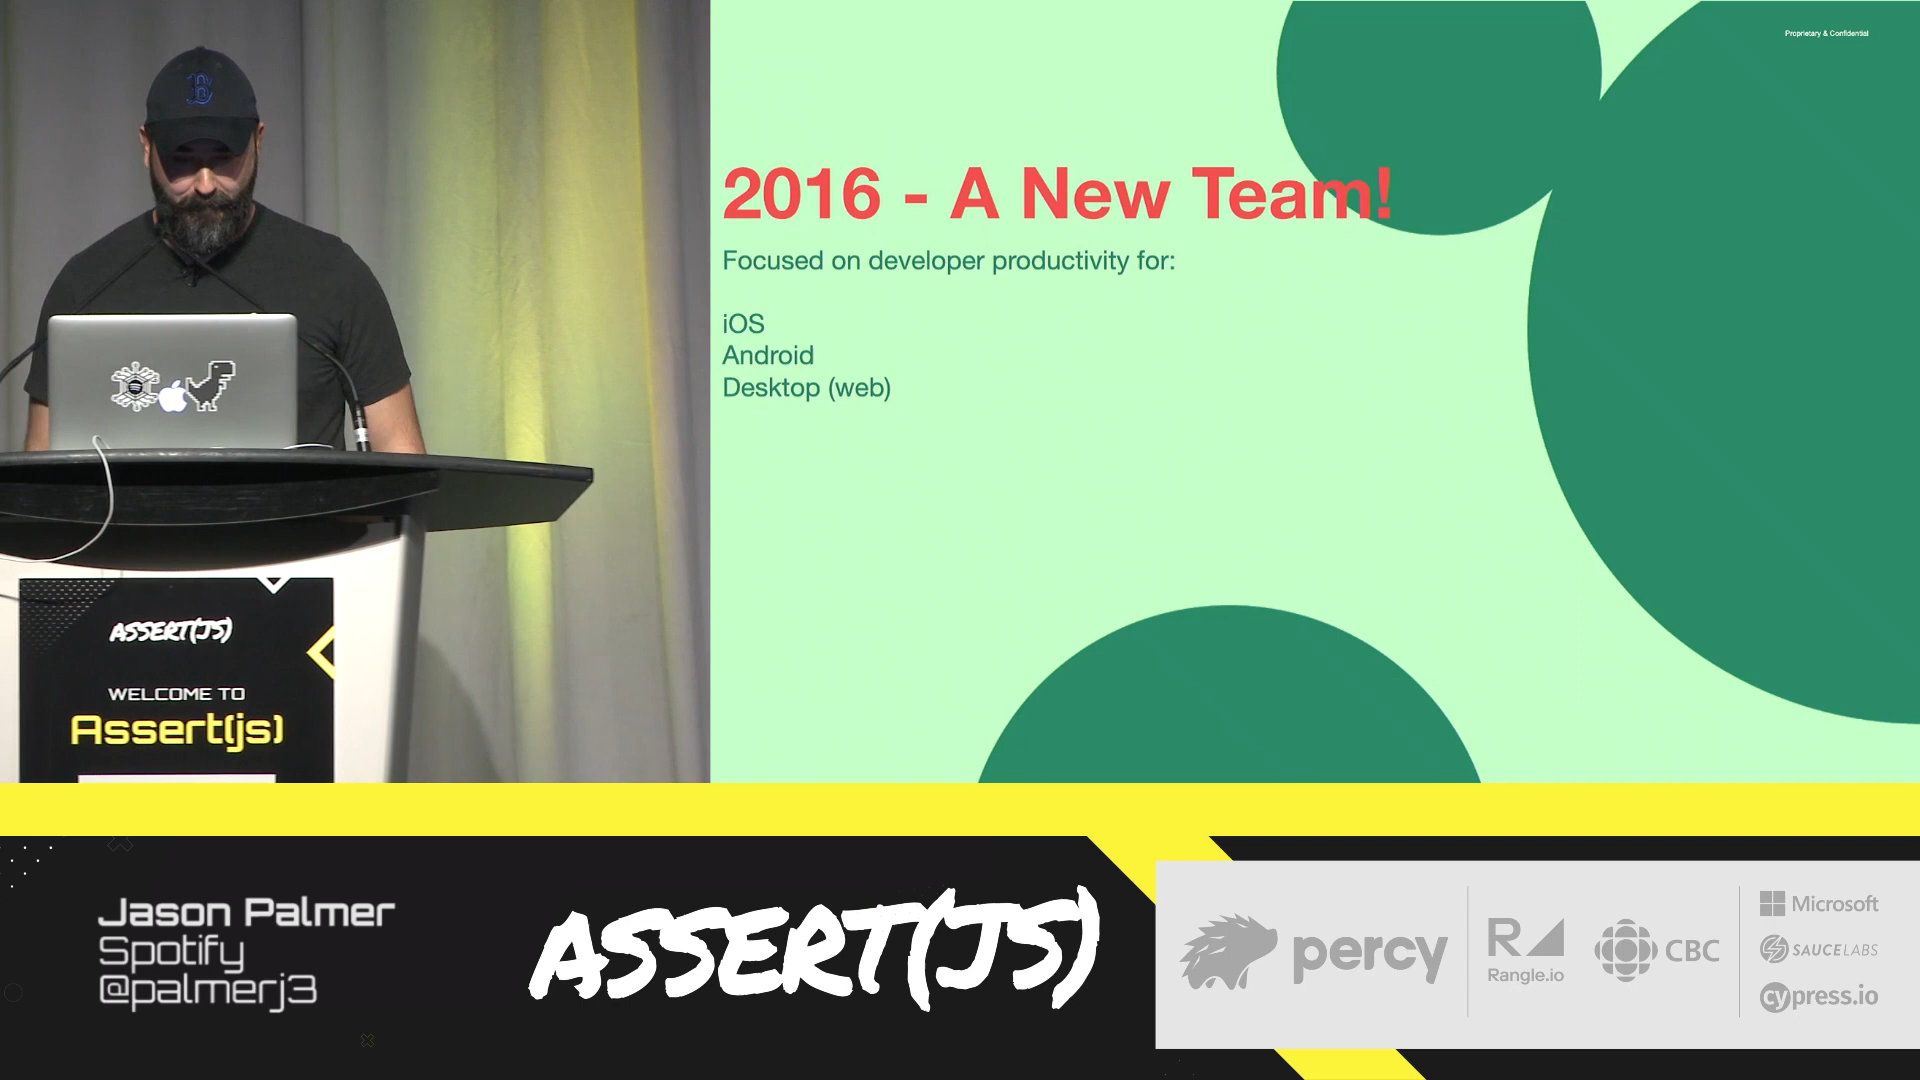 B
ASSERT(JS)
WELCOME TO
Assert(js)
Proprietary & Confidential
2016 - A New Team!
Focused on developer productivity for:
iOS
Android
Desktop (web)
Jason Palmer
Spotify
@palmerj3
ASSERT(JS)
percy
R
Rangle.io
CBC
Microsoft
SAUCELABS
cypress.io